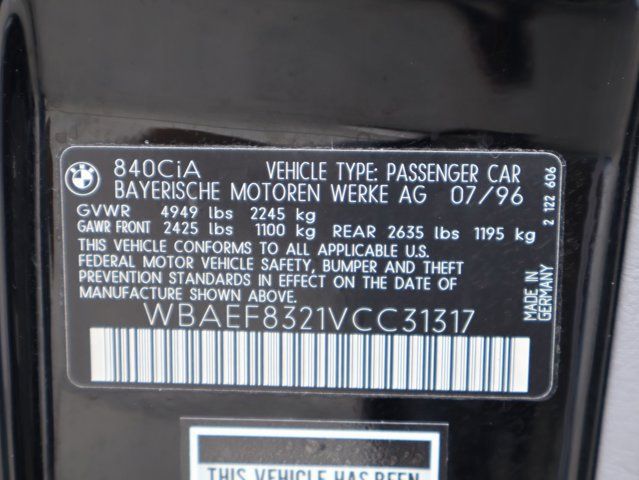 840CiA VEHICLE TYPE: PASSENGER CAR
BAYERISCHE MOTOREN WERKE AG 07/96
GVWR 4949 lbs 2245 kg
GAWR FRONT 2425 lbs 1100 kg REAR 2635 lbs 1195 kg
THIS VEHICLE CONFORMS TO ALL APPLICABLE U.S.
FEDERAL MOTOR VEHICLE SAFETY, BUMPER AND THEFT
PREVENTION STANDARDS IN EFFECT ON THE DATE OF
MANUFACTURE SHOWN ABOVE.
WBAEF8321VCC31317
2 122 606
MADE IN
GERMANY
THIS VEHICLE HAS BEEN